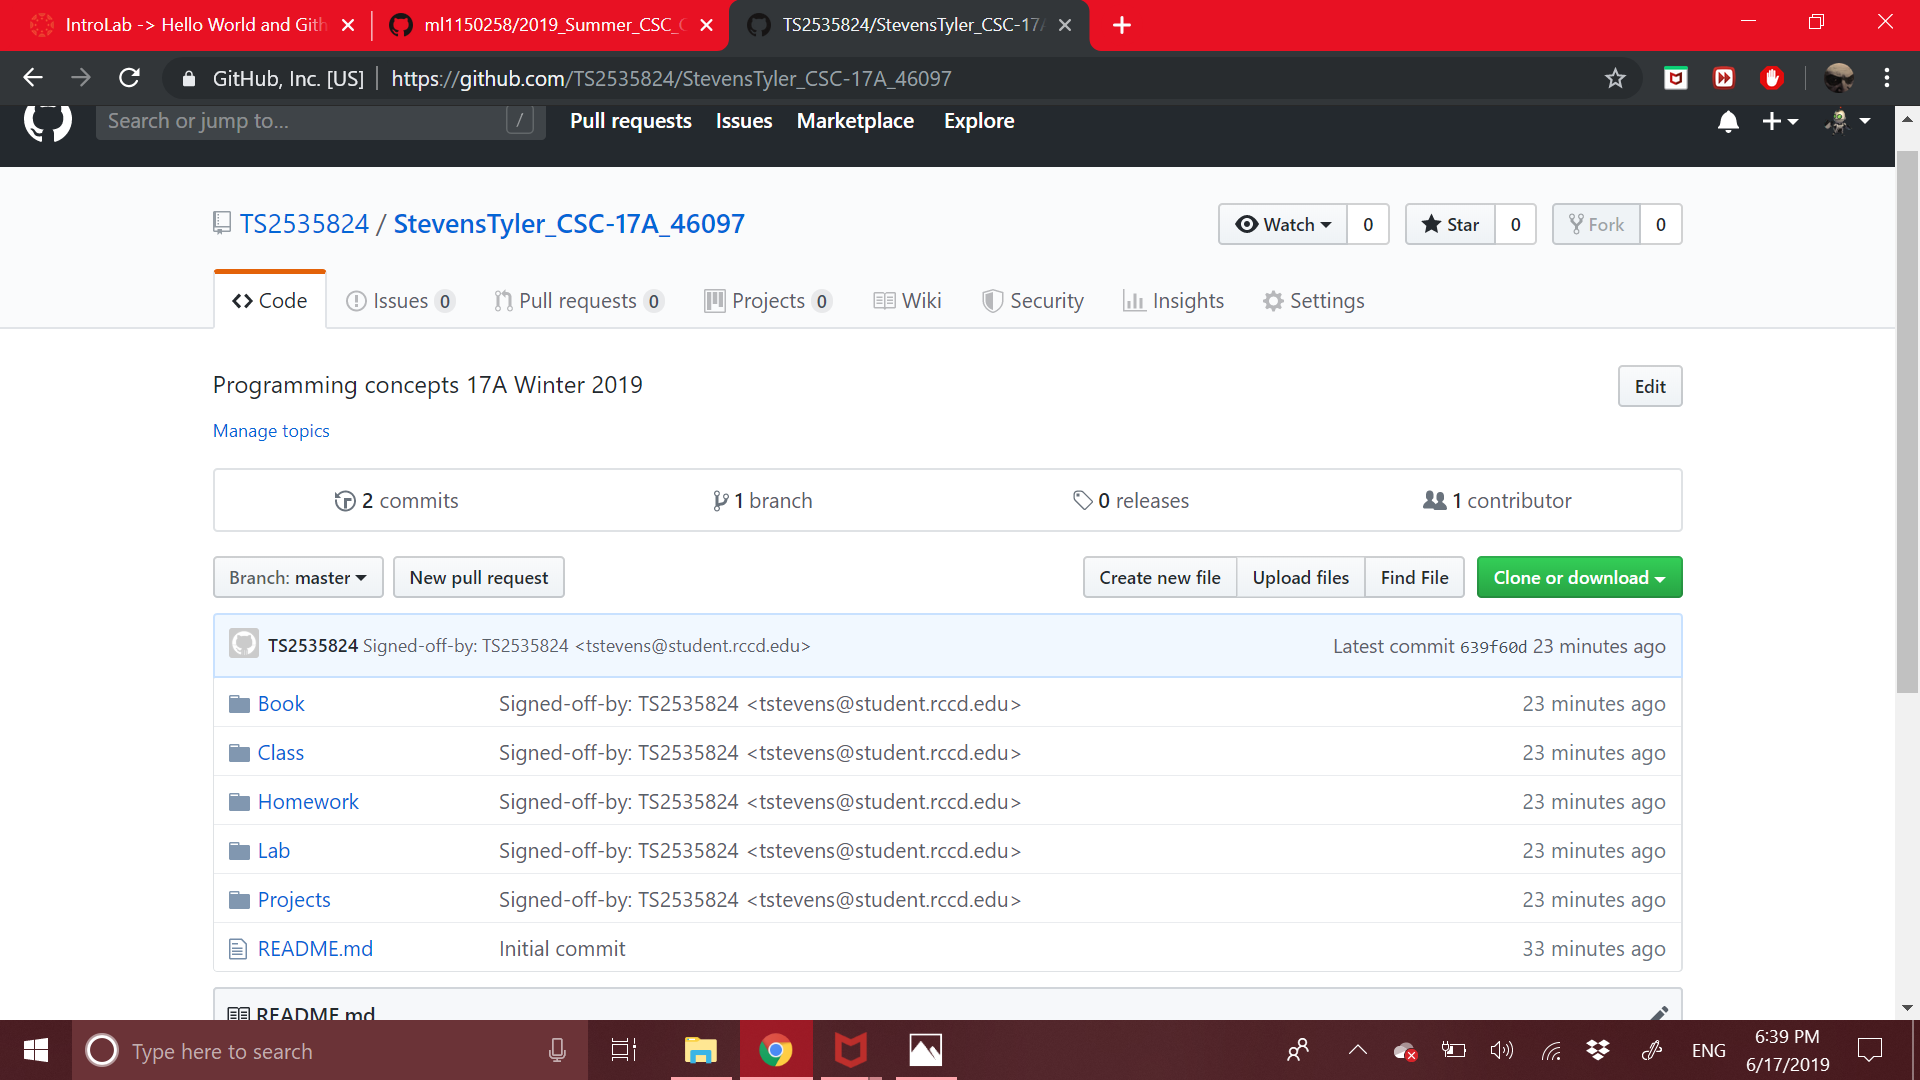 IntroLab -> Hello World and Gith
ml1150258/2019_Summer_CSC_C
TS2535824/StevensTyler_CSC-17A
GitHub, Inc. [US] https://github.com/TS2535824/StevensTyler_CSC-17A_46097
Search or jump to... / Pull requests Issues Marketplace Explore
TS2535824 / StevensTyler_CSC-17A_46097 Watch 0 Star 0 Fork 0
Code Issues 0 Pull requests 0 Projects 0 Wiki Security Insights Settings
Programming concepts 17A Winter 2019 Edit
Manage topics
2 commits 1 branch 0 releases 1 contributor
Branch: master New pull request Create new file Upload files Find File Clone or download
TS2535824 Signed-off-by: TS2535824 <tstevens@student.rccd.edu> Latest commit 639f60d 23 minutes ago
Book Signed-off-by: TS2535824 <tstevens@student.rccd.edu> 23 minutes ago
Class Signed-off-by: TS2535824 <tstevens@student.rccd.edu> 23 minutes ago
Homework Signed-off-by: TS2535824 <tstevens@student.rccd.edu> 23 minutes ago
Lab Signed-off-by: TS2535824 <tstevens@student.rccd.edu> 23 minutes ago
Projects Signed-off-by: TS2535824 <tstevens@student.rccd.edu> 23 minutes ago
README.md Initial commit 33 minutes ago
README.md
Type here to search ENG 6:39 PM
6/17/2019